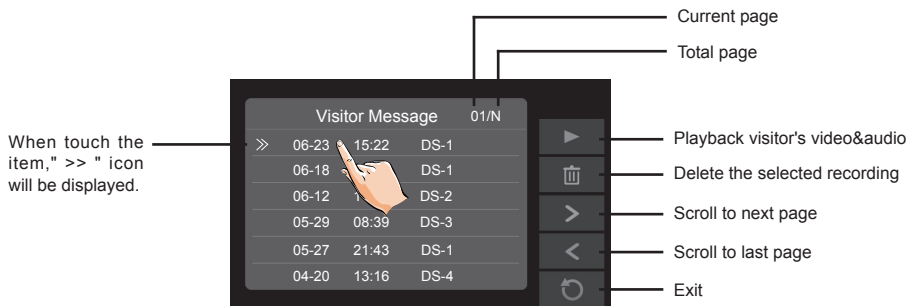 Current page
Total page
Visitor Message 01/N
When touch the
item," >> " icon
will be displayed.
>> 06-23 15:22 DS-1
06-18 DS-1
06-12 DS-2
05-29 08:39 DS-3
05-27 21:43 DS-1
04-20 13:16 DS-4
Playback visitor's video&audio
Delete the selected recording
Scroll to next page
Scroll to last page
Exit